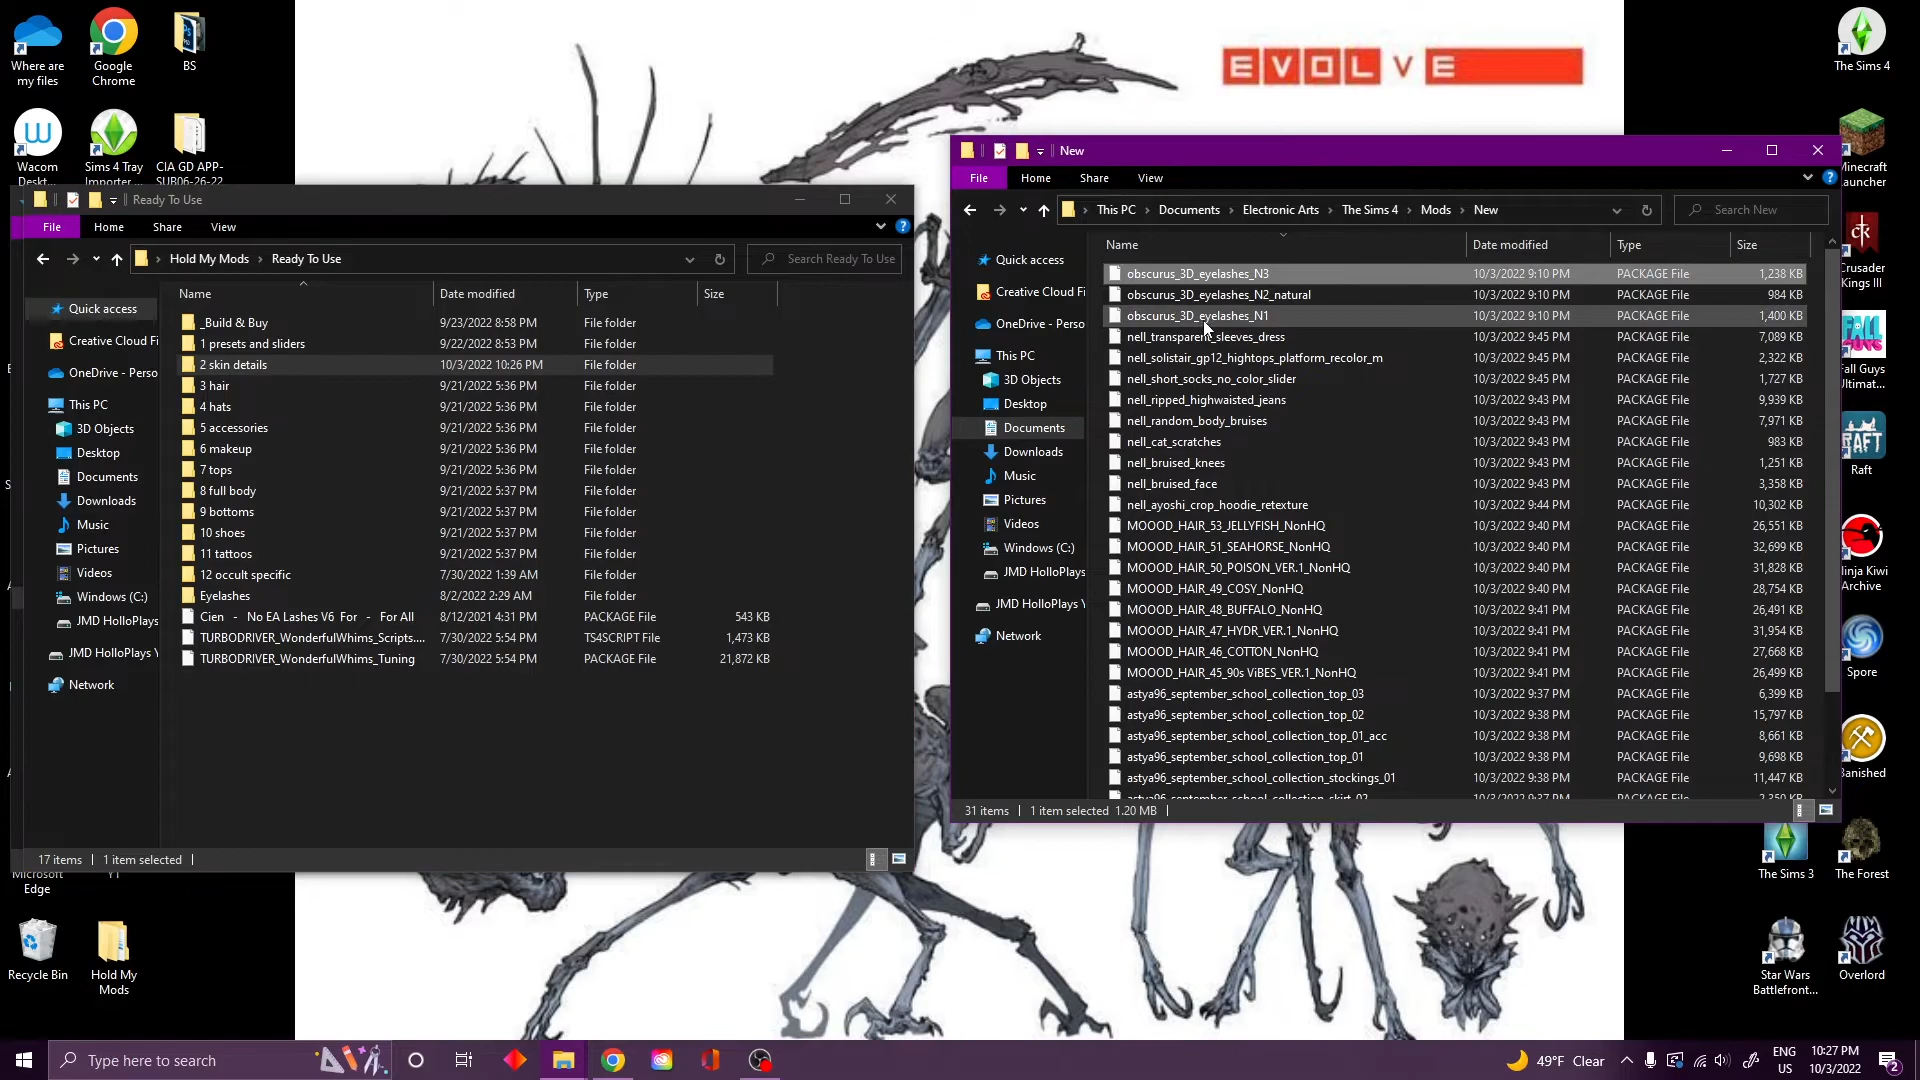 Where are
my files
Google
Chrome
BS
Wacom
Deskt...
Sims 4 Tray
Importer
CIA GD APP-
SUB06-26-22
EVOLVE
The Sims 4
Minecraft
Launcher
Crusader
Kings III
Fall Guys
Ultimat...
Raft
Ninja Kiwi
Archive
Spore
Banished
The Sims 3
The Forest
Star Wars
Battlefront...
Overlord
Microsoft
Edge
YT
Recycle Bin
Hold My
Mods
Ready To Use
File
Home
Share
View
Hold My Mods > Ready To Use
Search Ready To Use
Quick access
Creative Cloud Fi
OneDrive - Perso
This PC
3D Objects
Desktop
Documents
Downloads
Music
Pictures
Videos
Windows (C:)
JMD HolloPlays
JMD HolloPlays Y
Network
Name Date modified Type Size
_Build & Buy 9/23/2022 8:58 PM File folder
1 presets and sliders 9/22/2022 8:53 PM File folder
2 skin details 10/3/2022 10:26 PM File folder
3 hair 9/21/2022 5:36 PM File folder
4 hats 9/21/2022 5:36 PM File folder
5 accessories 9/21/2022 5:36 PM File folder
6 makeup 9/21/2022 5:36 PM File folder
7 tops 9/21/2022 5:36 PM File folder
8 full body 9/21/2022 5:37 PM File folder
9 bottoms 9/21/2022 5:37 PM File folder
10 shoes 9/21/2022 5:37 PM File folder
11 tattoos 9/21/2022 5:37 PM File folder
12 occult specific 7/30/2022 1:39 AM File folder
Eyelashes 8/2/2022 2:29 AM File folder
Cien - No EA Lashes V6 For - For All 8/12/2021 4:31 PM PACKAGE File 543 KB
TURBODRIVER_WonderfulWhims_Scripts.... 7/30/2022 5:54 PM TS4SCRIPT File 1,473 KB
TURBODRIVER_WonderfulWhims_Tuning 7/30/2022 5:54 PM PACKAGE File 21,872 KB
17 items | 1 item selected |
New
File
Home
Share
View
This PC > Documents > Electronic Arts > The Sims 4 > Mods > New
Search New
Quick access
Creative Cloud Fi
OneDrive - Perso
This PC
3D Objects
Desktop
Documents
Downloads
Music
Pictures
Videos
Windows (C:)
JMD HolloPlays
JMD HolloPlays Y
Network
Name Date modified Type Size
obscurus_3D_eyelashes_N3 10/3/2022 9:10 PM PACKAGE File 1,238 KB
obscurus_3D_eyelashes_N2_natural 10/3/2022 9:10 PM PACKAGE File 984 KB
obscurus_3D_eyelashes_N1 10/3/2022 9:10 PM PACKAGE File 1,400 KB
nell_transparent_sleeves_dress 10/3/2022 9:45 PM PACKAGE File 7,089 KB
nell_solistair_gp12_hightops_platform_recolor_m 10/3/2022 9:45 PM PACKAGE File 2,322 KB
nell_short_socks_no_color_slider 10/3/2022 9:45 PM PACKAGE File 1,727 KB
nell_ripped_highwaisted_jeans 10/3/2022 9:43 PM PACKAGE File 9,939 KB
nell_random_body_bruises 10/3/2022 9:43 PM PACKAGE File 7,971 KB
nell_cat_scratches 10/3/2022 9:43 PM PACKAGE File 983 KB
nell_bruised_knees 10/3/2022 9:43 PM PACKAGE File 1,251 KB
nell_bruised_face 10/3/2022 9:43 PM PACKAGE File 3,358 KB
nell_ayoshi_crop_hoodie_retexture 10/3/2022 9:44 PM PACKAGE File 10,302 KB
MOOOD_HAIR_53_JELLYFISH_NonHQ 10/3/2022 9:40 PM PACKAGE File 26,551 KB
MOOOD_HAIR_51_SEAHORSE_NonHQ 10/3/2022 9:40 PM PACKAGE File 32,699 KB
MOOOD_HAIR_50_POISON_VER.1_NonHQ 10/3/2022 9:40 PM PACKAGE File 31,828 KB
MOOOD_HAIR_49_COSY_NonHQ 10/3/2022 9:40 PM PACKAGE File 28,754 KB
MOOOD_HAIR_48_BUFFALO_NonHQ 10/3/2022 9:41 PM PACKAGE File 26,491 KB
MOOOD_HAIR_47_HYDR_VER.1_NonHQ 10/3/2022 9:41 PM PACKAGE File 31,954 KB
MOOOD_HAIR_46_COTTON_NonHQ 10/3/2022 9:41 PM PACKAGE File 27,668 KB
MOOOD_HAIR_45_90s ViBES_VER.1_NonHQ 10/3/2022 9:41 PM PACKAGE File 26,499 KB
astya96_september_school_collection_top_03 10/3/2022 9:37 PM PACKAGE File 6,399 KB
astya96_september_school_collection_top_02 10/3/2022 9:38 PM PACKAGE File 15,797 KB
astya96_september_school_collection_top_01_acc 10/3/2022 9:38 PM PACKAGE File 8,661 KB
astya96_september_school_collection_top_01 10/3/2022 9:38 PM PACKAGE File 9,698 KB
astya96_september_school_collection_stockings_01 10/3/2022 9:38 PM PACKAGE File 11,447 KB
astya96_september_school_collection_skirt_02 10/3/2022 9:37 PM PACKAGE File 2,350 KB
31 items | 1 item selected 1.20 MB |
Type here to search
49°F Clear
ENG
US
10:27 PM
10/3/2022
2